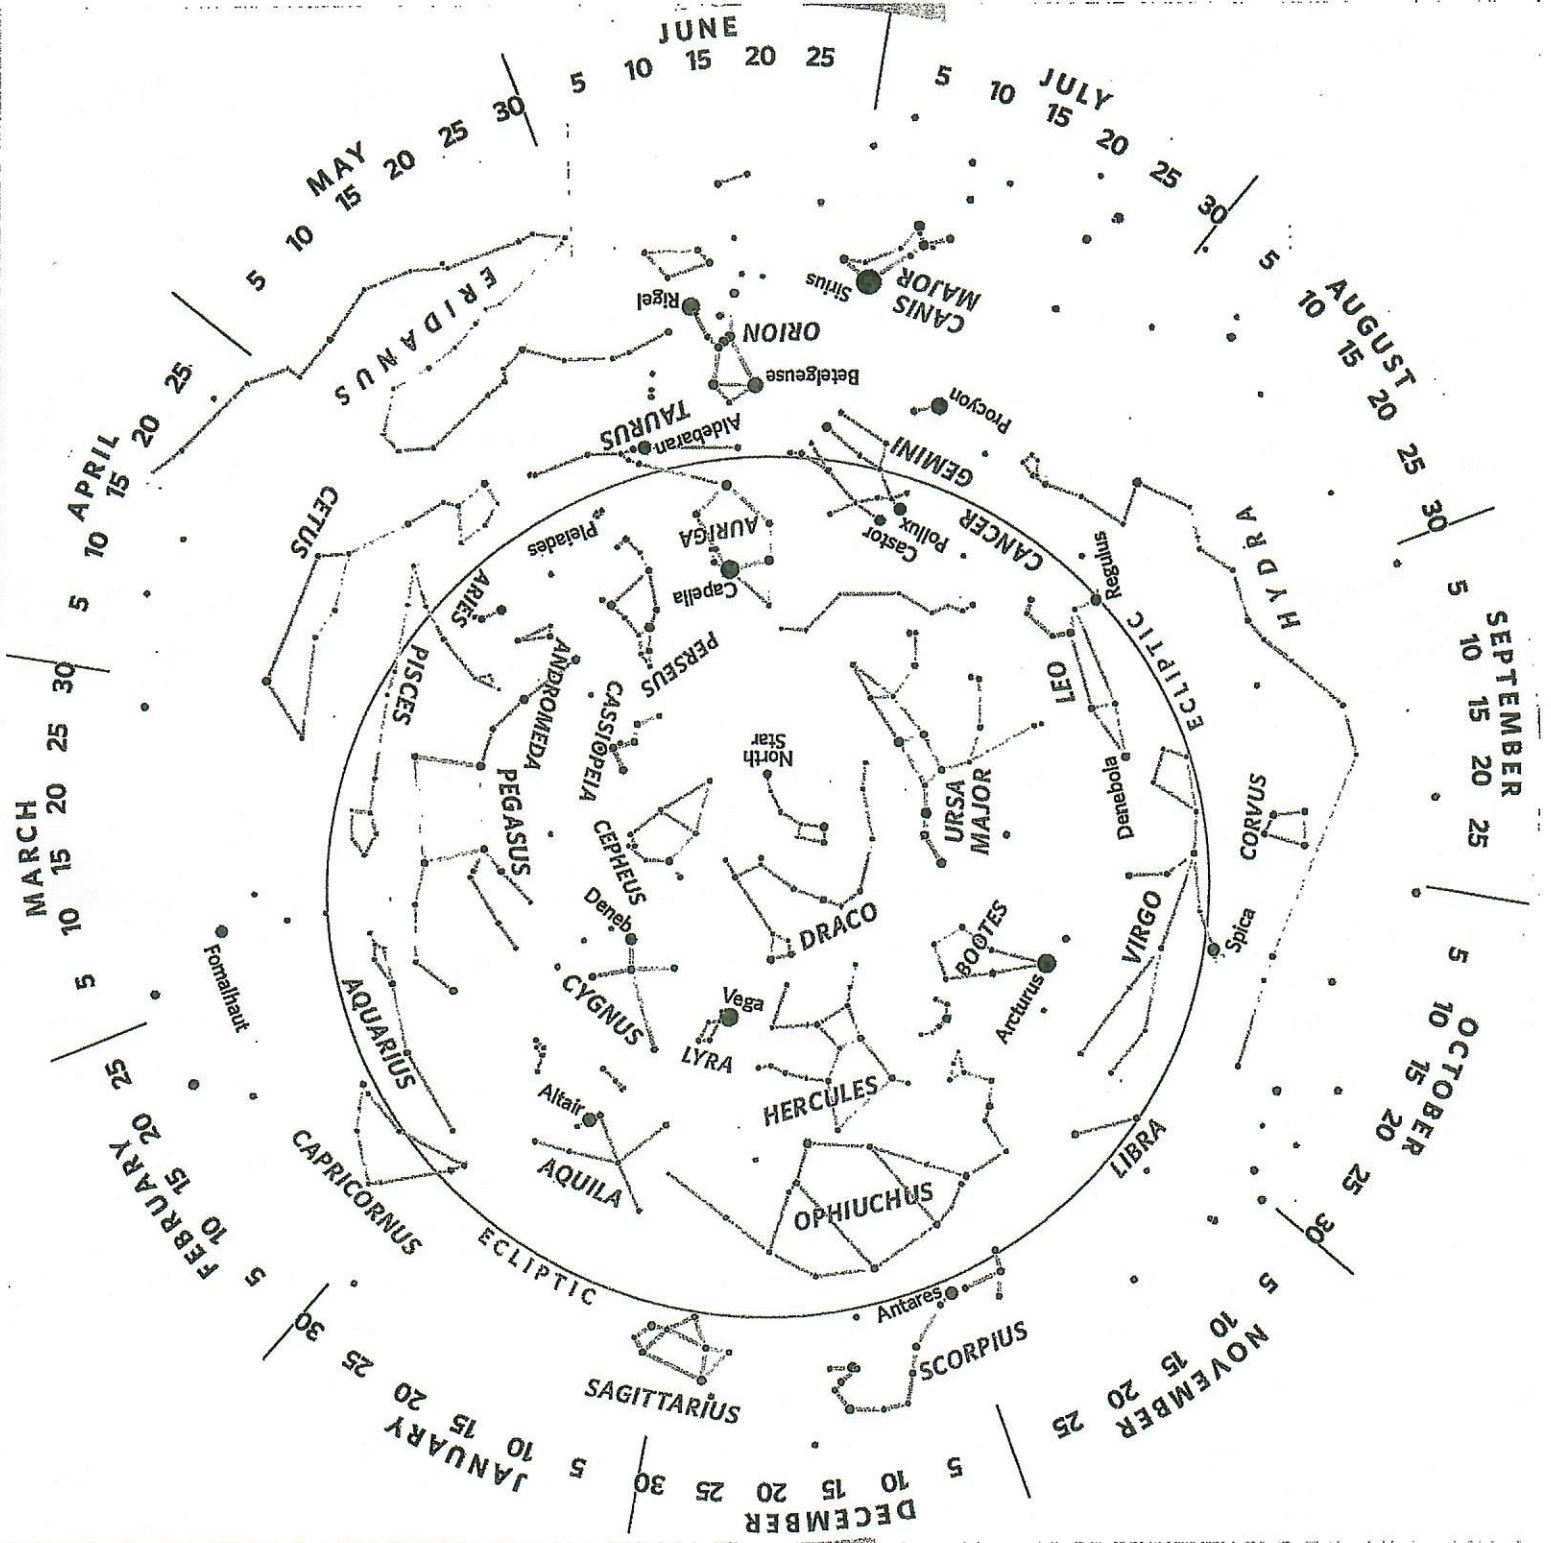 JUNE
5 10 15 20 25
JULY
5 10 15 20 25 30
AUGUST
5 10 15 20 25 30
SEPTEMBER
5 10 15 20 25
OCTOBER
5 10 15 20 25 30
NOVEMBER
5 10 15 20 25
DECEMBER
5 10 15 20 25 30
JANUARY
5 10 15 20 25 30
FEBRUARY
5 10 15 20 25
MARCH
5 10 15 20 25 30
APRIL
5 10 15 20 25
MAY
5 10 15 20 25 30
ERIDANUS
Rigel
ORION
Betelgeuse
Sirius
CANIS
MAJOR
Procyon
TAURUS
Aldebaran
GEMINI
CANCER
Castor
Pollux
AURIGA
Capella
Pleiades
PERSEUS
CETUS
ARIES
PISCES
ANDROMEDA
CASSIOPEIA
PEGASUS
CEPHEUS
North
Star
URSA
MAJOR
LEO
Regulus
Denebola
ECLIPTIC
HYDRA
CORVUS
VIRGO
Spica
DRACO
BOOTES
Arcturus
Deneb
CYGNUS
Vega
LYRA
HERCULES
Altair
AQUILA
OPHIUCHUS
LIBRA
AQUARIUS
Fomalhaut
CAPRICORNUS
ECLIPTIC
SAGITTARIUS
Antares
SCORPIUS